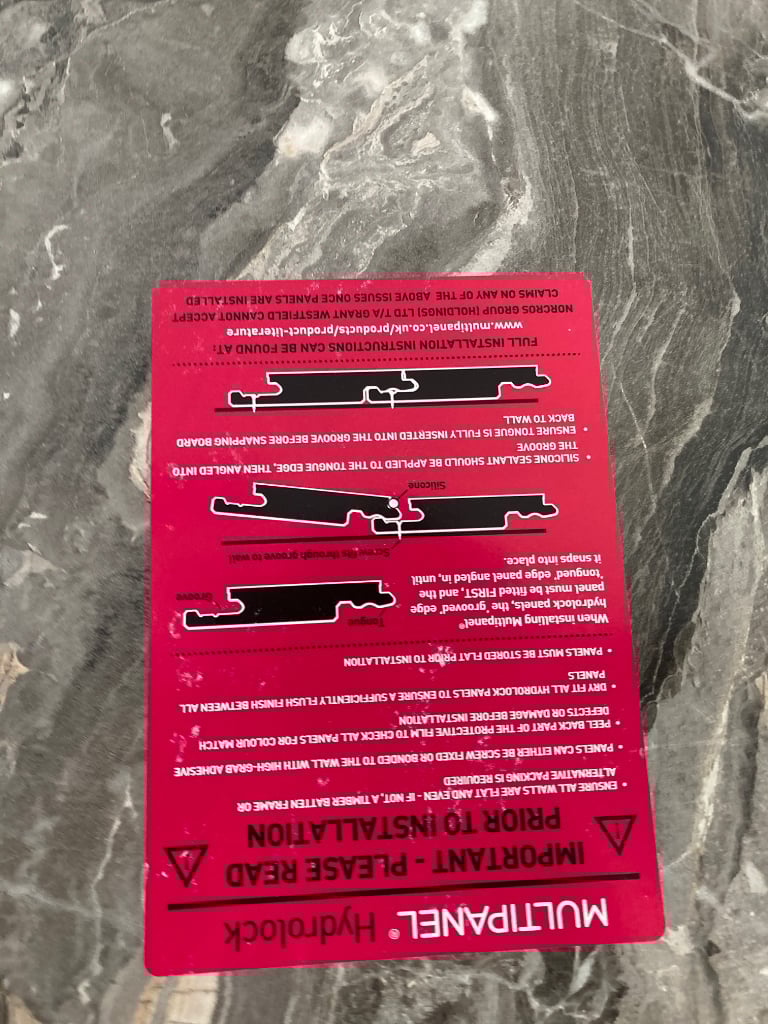 MULTIPANEL® Hydrolock
IMPORTANT - PLEASE READ
PRIOR TO INSTALLATION
• ENSURE ALL WALLS ARE FLAT AND EVEN - IF NOT, A TIMBER BATTEN FRAME OR
ALTERNATIVE PACKING IS REQUIRED
• PANELS CAN EITHER BE SCREW FIXED OR BONDED TO THE WALL WITH HIGH-GRAB ADHESIVE
• PEEL BACK PART OF THE PROTECTIVE FILM TO CHECK ALL PANELS FOR COLOUR MATCH
DEFECTS OR DAMAGE BEFORE INSTALLATION
• DRY FIT ALL HYDROLOCK PANELS TO ENSURE A SUFFICIENTLY FLUSH FINISH BETWEEN ALL
PANELS
• PANELS MUST BE STORED FLAT PRIOR TO INSTALLATION
When installing Multipanel®
hydrolock panels, the 'grooved' edge
panel must be fitted FIRST, and the
'tongued' edge panel angled in, until
it snaps into place.
Tongue
Groove
Screw fits through groove to wall
Silicone
• SILICONE SEALANT SHOULD BE APPLIED TO THE TONGUE EDGE, THEN ANGLED INTO
THE GROOVE
• ENSURE TONGUE IS FULLY INSERTED INTO THE GROOVE BEFORE SNAPPING BOARD
BACK TO WALL
FULL INSTALLATION INSTRUCTIONS CAN BE FOUND AT:
www.multipanel.co.uk/products/product-literature
NORCROS GROUP (HOLDINGS) LTD T/A GRANT WESTFIELD CANNOT ACCEPT
CLAIMS ON ANY OF THE ABOVE ISSUES ONCE PANELS ARE INSTALLED